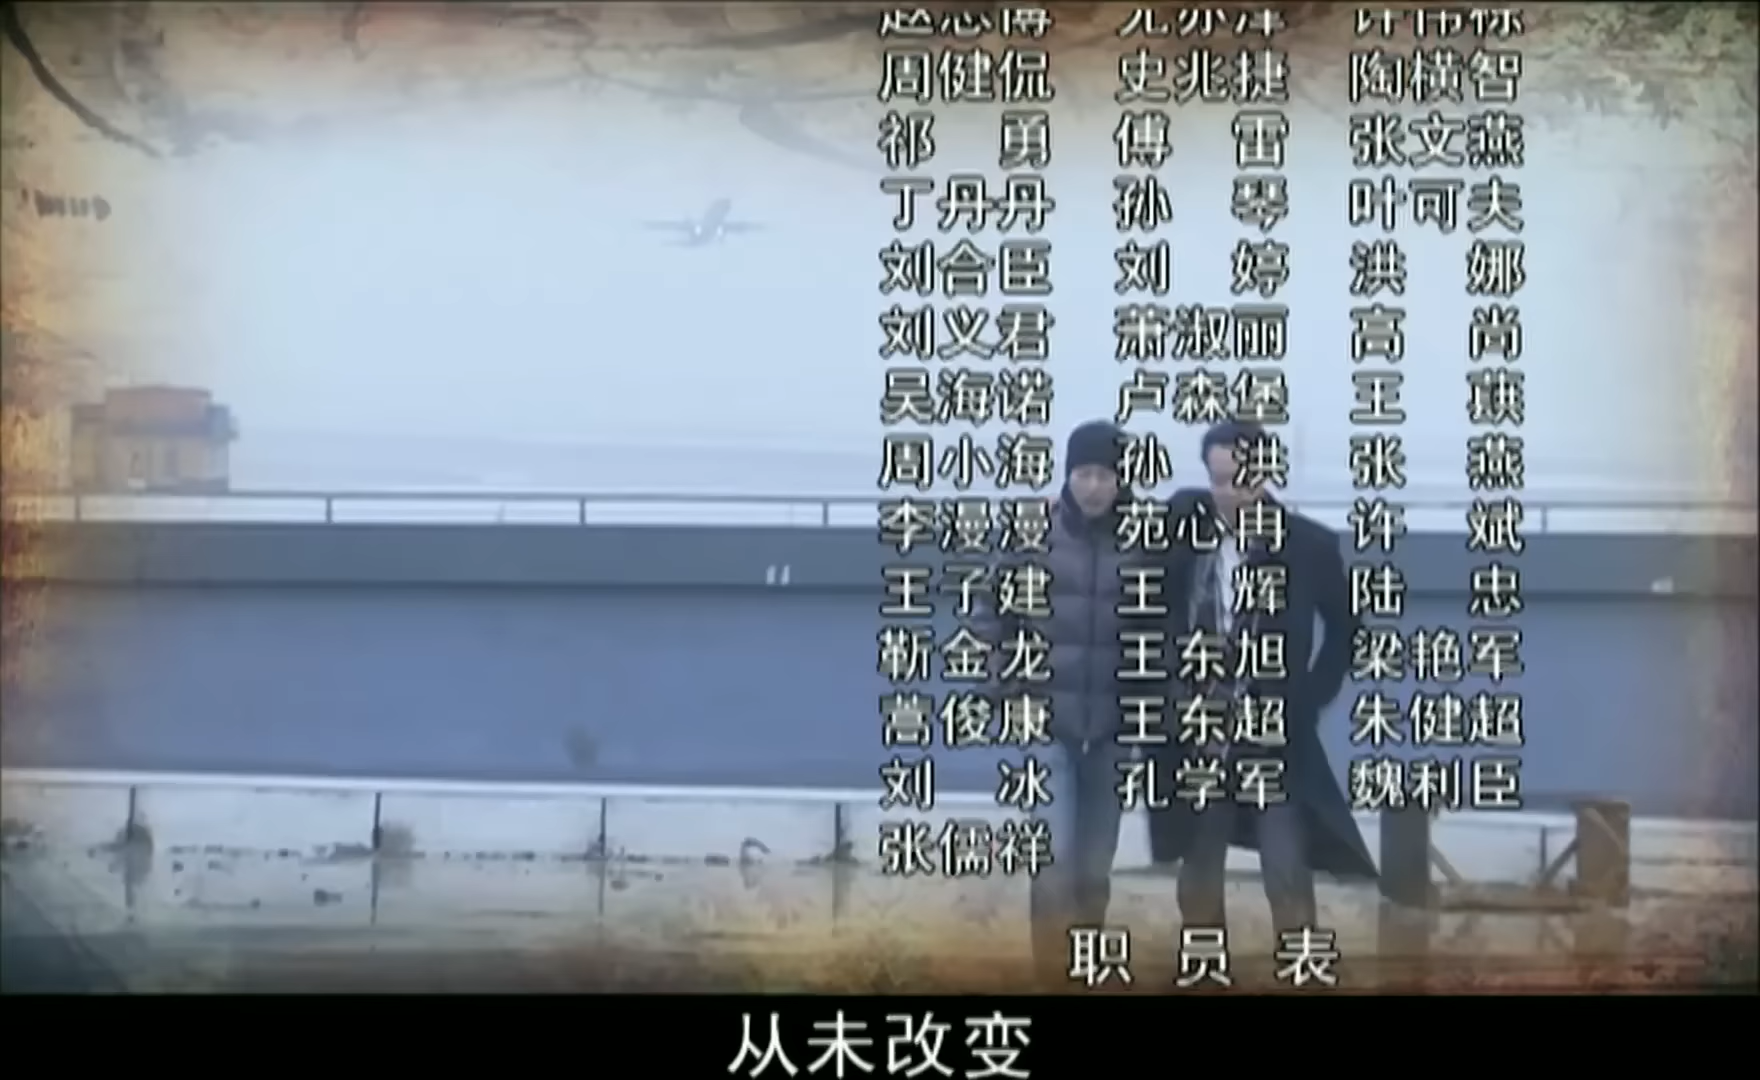 周健侃 史兆捷 陶横智
祁 勇 傅 雷 张文燕
丁丹丹 孙 琴 叶可夫
刘合臣 刘 婷 洪 娜
刘义君 萧淑丽 高 尚
吴海诺 卢森堡 王
周小海 孙 洪 张 燕
李漫漫 苑心冉 许 斌
王子建 王 辉 陆 忠
靳金龙 王东旭 梁艳军
蒿俊康 王东超 朱健超
刘 冰 孔学军 魏利臣
张儒祥
职员表
从未改变